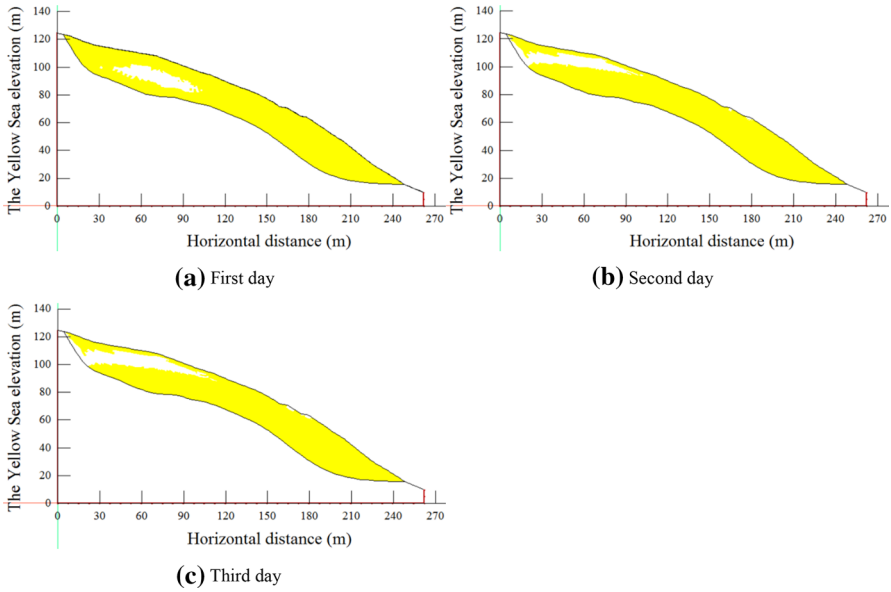 The Yellow Sea elevation (m)
140
120
100
80
60
40
20
0
0 30 60 90 120 150 180 210 240 270
Horizontal distance (m)
(a) First day
The Yellow Sea elevation (m)
140
120
100
80
60
40
20
0
0 30 60 90 120 150 180 210 240 270
Horizontal distance (m)
(b) Second day
The Yellow Sea elevation (m)
140
120
100
80
60
40
20
0
0 30 60 90 120 150 180 210 240 270
Horizontal distance (m)
(c) Third day